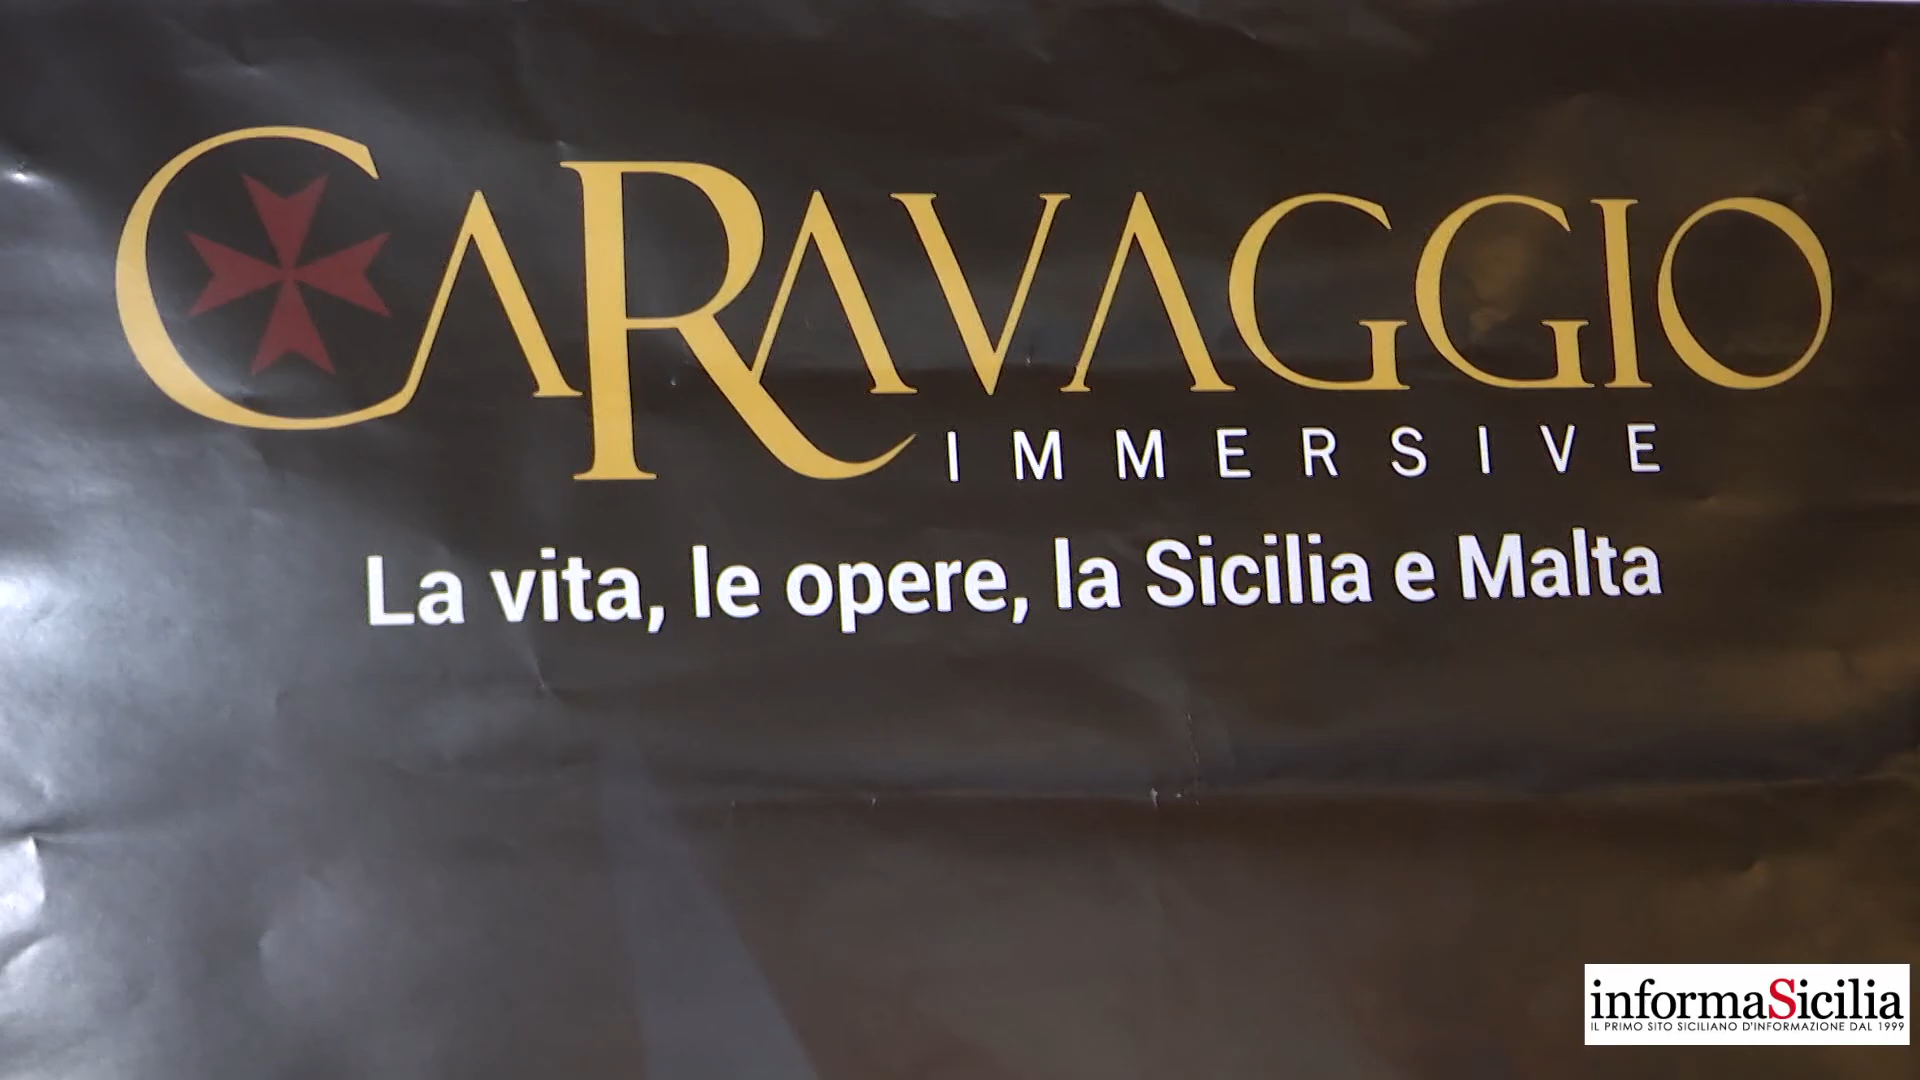 CARAVAGGIO
IMMERSIVE
La vita, le opere, la Sicilia e Malta
informaSicilia
IL PRIMO SITO SICILIANO D'INFORMAZIONE DAL 1999